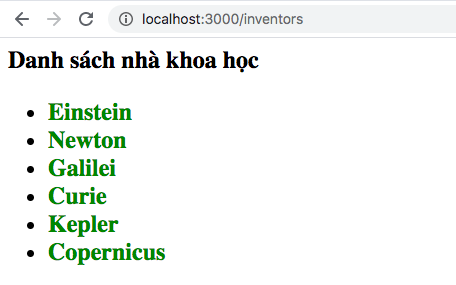 localhost:3000/inventors
Danh sách nhà khoa học
Einstein
Newton
Galilei
Curie
Kepler
Copernicus